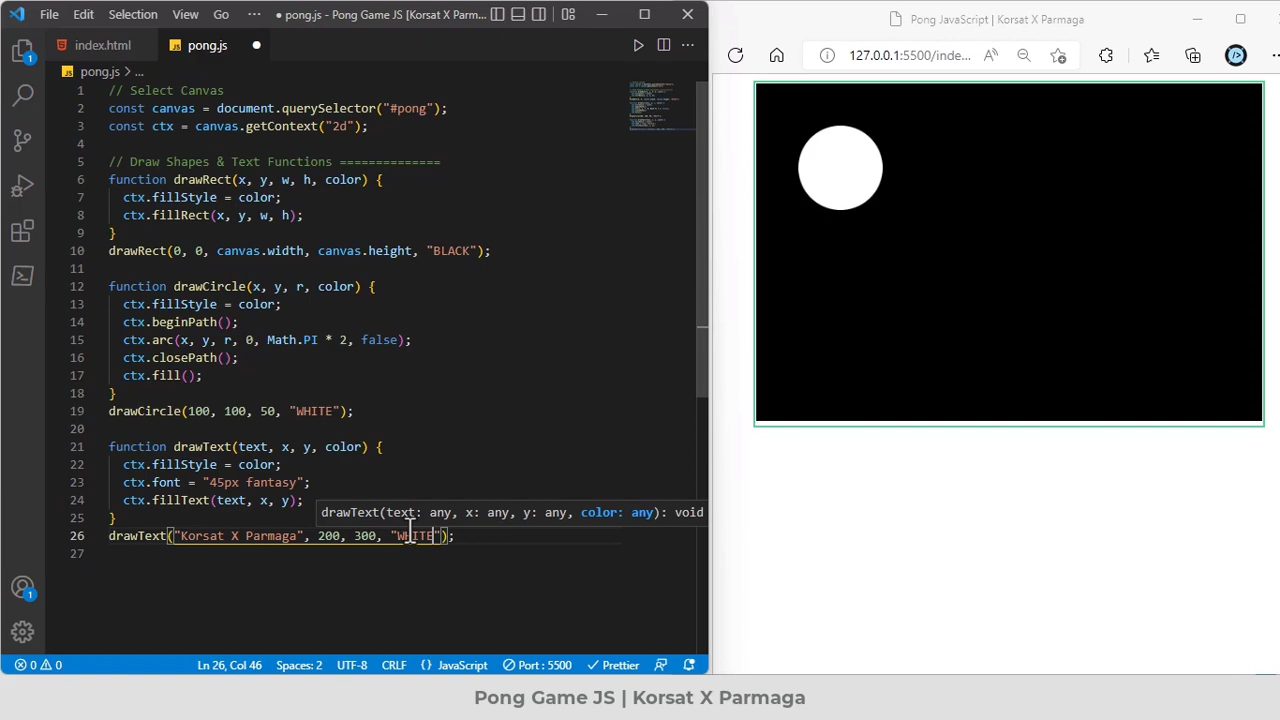 File Edit Selection View Go ··· ● pong.js - Pong Game JS [Korsat X Parm...
index.html
pong.js ●
pong.js > ...
1 // Select Canvas
2 const canvas = document.querySelector("#pong");
3 const ctx = canvas.getContext("2d");
4
5 // Draw Shapes & Text Functions ==============
6 function drawRect(x, y, w, h, color) {
7 ctx.fillStyle = color;
8 ctx.fillRect(x, y, w, h);
9 }
10 drawRect(0, 0, canvas.width, canvas.height, "BLACK");
11
12 function drawCircle(x, y, r, color) {
13 ctx.fillStyle = color;
14 ctx.beginPath();
15 ctx.arc(x, y, r, 0, Math.PI * 2, false);
16 ctx.closePath();
17 ctx.fill();
18 }
19 drawCircle(100, 100, 50, "WHITE");
20
21 function drawText(text, x, y, color) {
22 ctx.fillStyle = color;
23 ctx.font = "45px fantasy";
24 ctx.fillText(text, x, y);
drawText(text: any, x: any, y: any, color: any): void
25 }
26 drawText("Korsat X Parmaga", 200, 300, "WHITE");
27
1
1
0 0 Ln 26, Col 46 Spaces: 2 UTF-8 CRLF {} JavaScript Port : 5500 Prettier
Pong JavaScript | Korsat X Parmaga
127.0.0.1:5500/inde...
Pong Game JS | Korsat X Parmaga